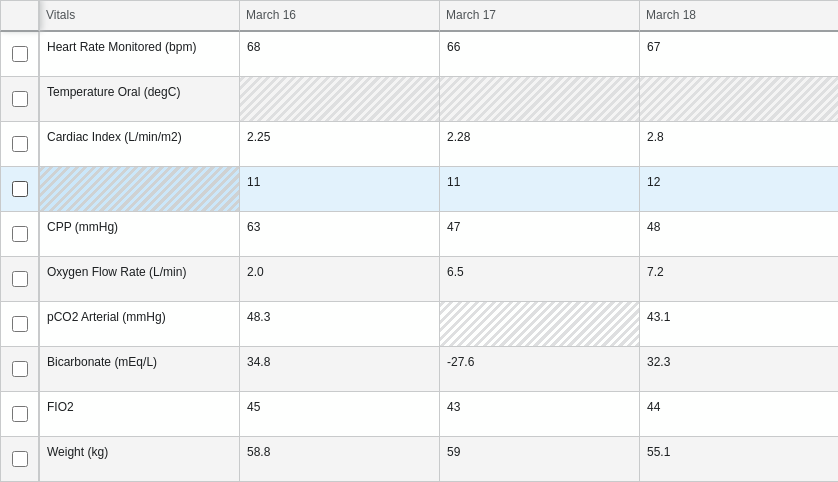 Vitals March 16 March 17 March 18
Heart Rate Monitored (bpm) 68 66 67
Temperature Oral (degC)
Cardiac Index (L/min/m2) 2.25 2.28 2.8
11 11 12
CPP (mmHg) 63 47 48
Oxygen Flow Rate (L/min) 2.0 6.5 7.2
pCO2 Arterial (mmHg) 48.3 43.1
Bicarbonate (mEq/L) 34.8 -27.6 32.3
FIO2 45 43 44
Weight (kg) 58.8 59 55.1